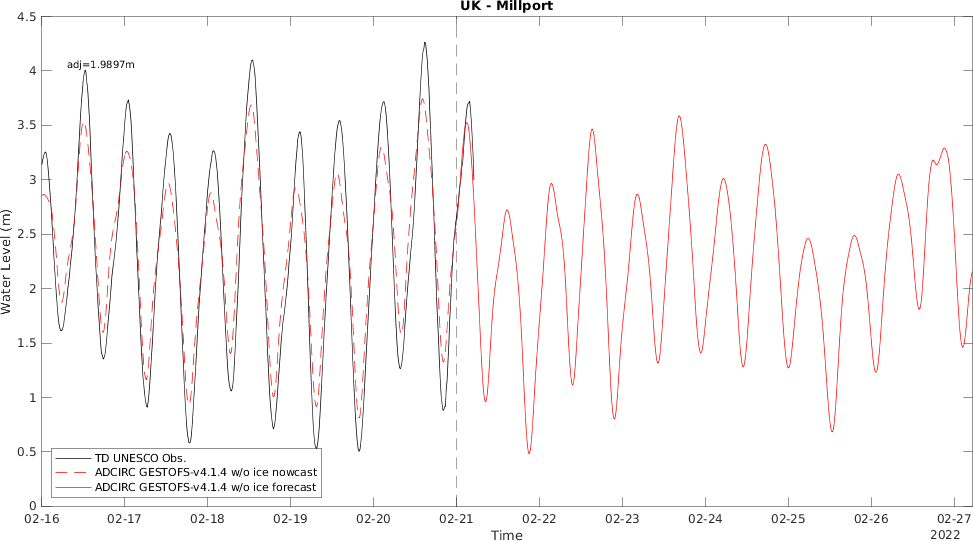 UK - Millport
4.5
4
3.5
3
2.5
2
1.5
1
0.5
0
Water Level (m)
adj=1.9897m
TD UNESCO Obs.
ADCIRC GESTOFS-v4.1.4 w/o ice nowcast
ADCIRC GESTOFS-v4.1.4 w/o ice forecast
02-16 02-17 02-18 02-19 02-20 02-21 02-22 02-23 02-24 02-25 02-26 02-27
Time
2022